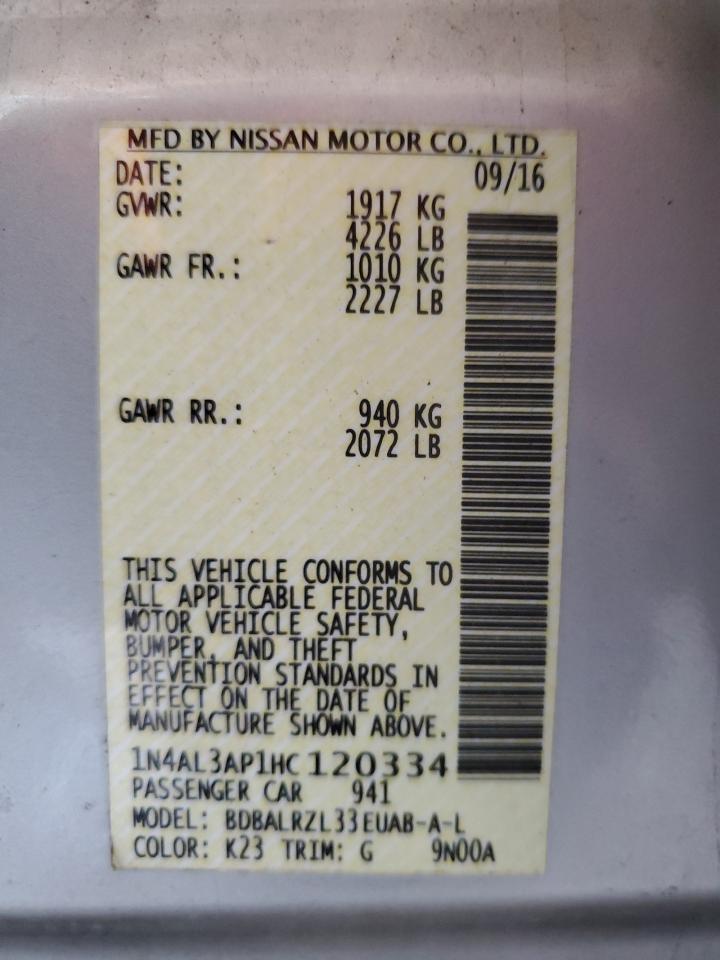 MFD BY NISSAN MOTOR CO., LTD.
DATE: 09/16
GVWR: 1917 KG
4226 LB
GAWR FR.: 1010 KG
2227 LB
GAWR RR.: 940 KG
2072 LB
THIS VEHICLE CONFORMS TO
ALL APPLICABLE FEDERAL
MOTOR VEHICLE SAFETY,
BUMPER, AND THEFT
PREVENTION STANDARDS IN
EFFECT ON THE DATE OF
MANUFACTURE SHOWN ABOVE.
1N4AL3AP1HC120334
PASSENGER CAR 941
MODEL: BDBALRZL33EUAB-A-L
COLOR: K23 TRIM: G 9N00A